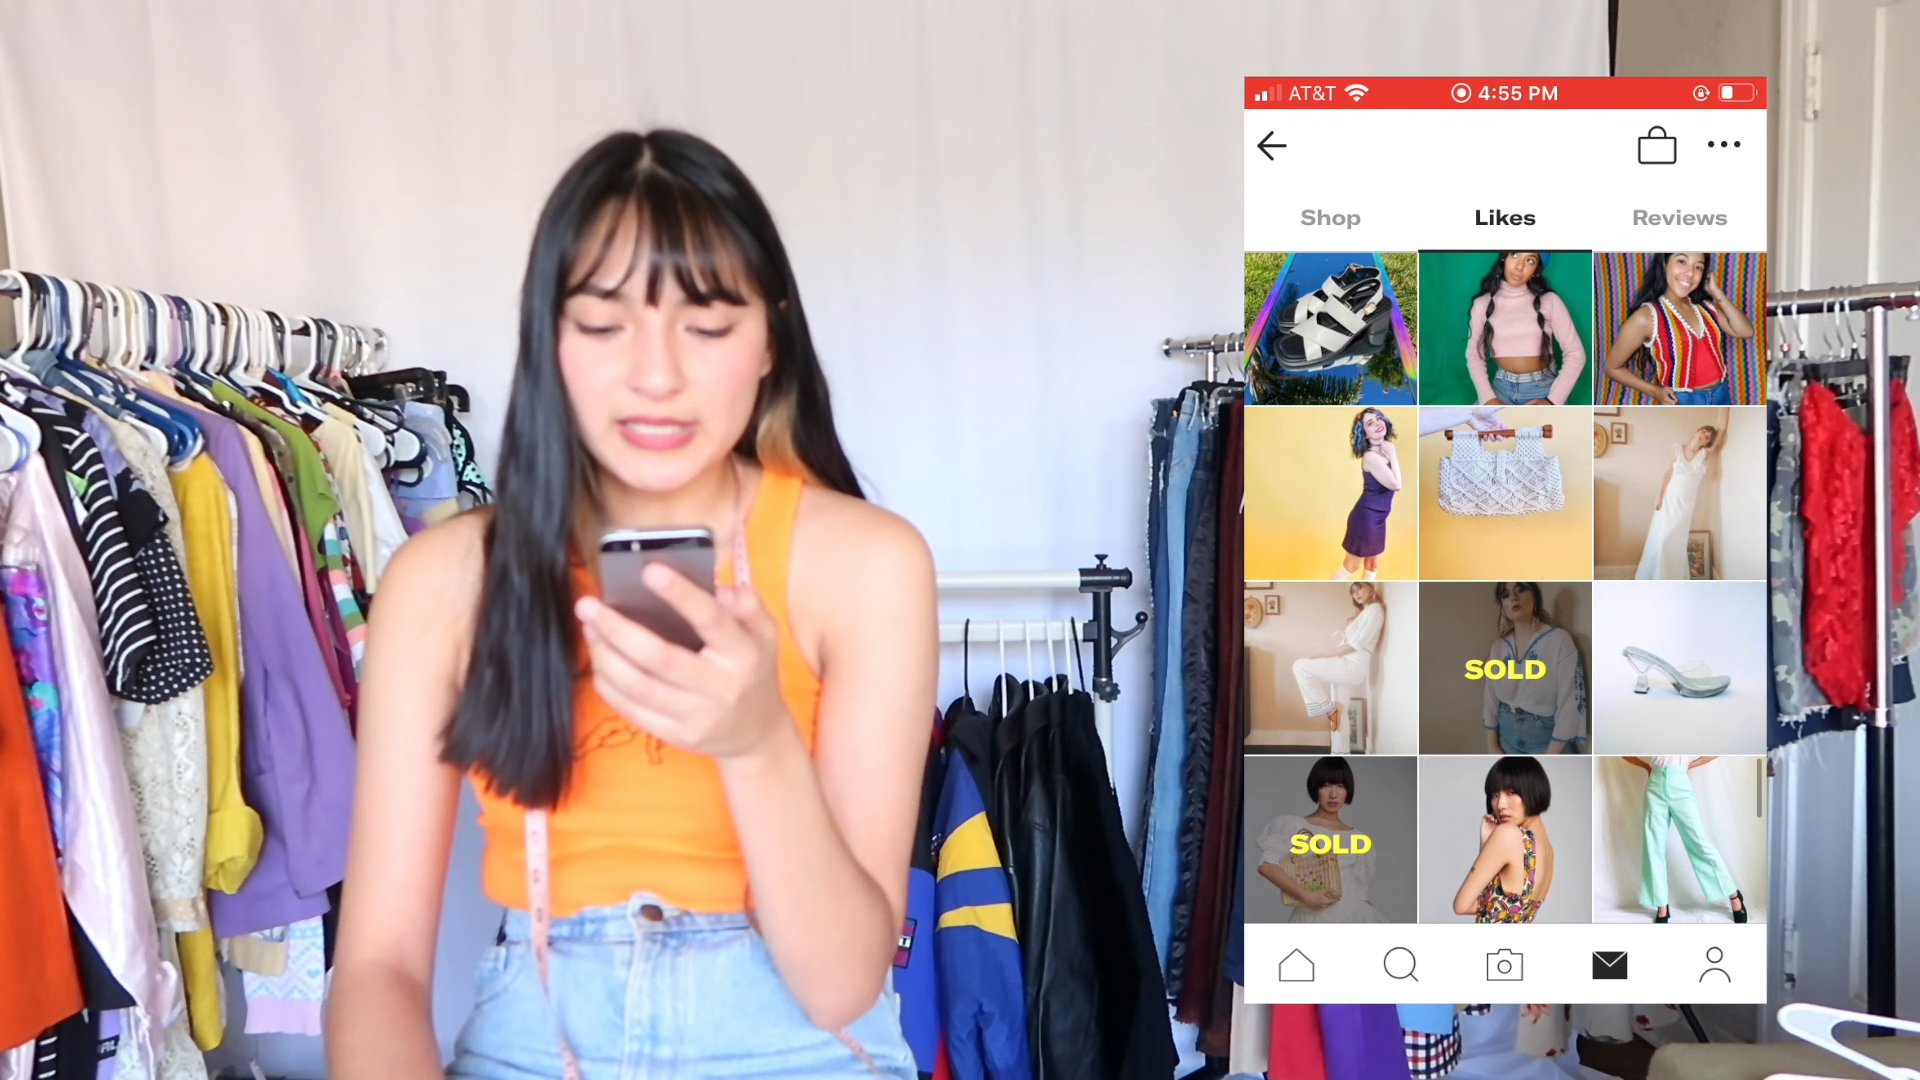 AT&T
4:55 PM
Shop
Likes
Reviews
SOLD
SOLD